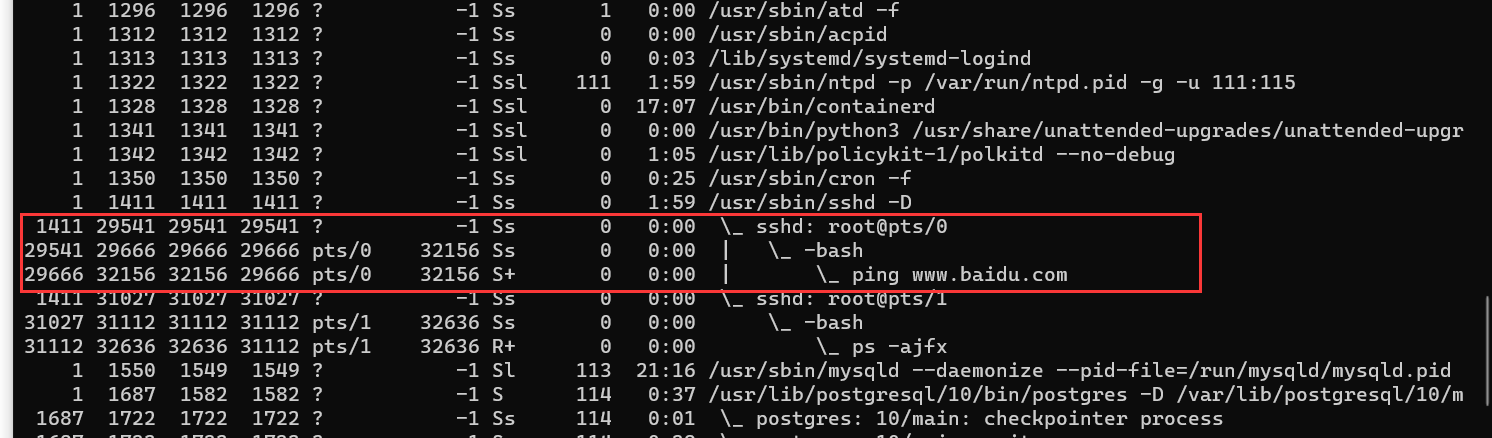 1 1296 1296 1296 ? -1 Ss 1 0:00 /usr/sbin/atd -f
1 1312 1312 1312 ? -1 Ss 0 0:00 /usr/sbin/acpid
1 1313 1313 1313 ? -1 Ss 0 0:03 /lib/systemd/systemd-logind
1 1322 1322 1322 ? -1 Ssl 111 1:59 /usr/sbin/ntpd -p /var/run/ntpd.pid -g -u 111:115
1 1328 1328 1328 ? -1 Ssl 0 17:07 /usr/bin/containerd
1 1341 1341 1341 ? -1 Ssl 0 0:00 /usr/bin/python3 /usr/share/unattended-upgrades/unattended-upgr
1 1342 1342 1342 ? -1 Ssl 0 1:05 /usr/lib/policykit-1/polkitd --no-debug
1 1350 1350 1350 ? -1 Ss 0 0:25 /usr/sbin/cron -f
1 1411 1411 1411 ? -1 Ss 0 1:59 /usr/sbin/sshd -D
1411 29541 29541 29541 ? -1 Ss 0 0:00 \_ sshd: root@pts/0
29541 29666 29666 29666 pts/0 32156 Ss 0 0:00 | \_ -bash
29666 32156 32156 29666 pts/0 32156 S+ 0 0:00 | \_ ping www.baidu.com
1411 31027 31027 31027 ? -1 Ss 0 0:00 \_ sshd: root@pts/1
31027 31112 31112 31112 pts/1 32636 Ss 0 0:00 \_ -bash
31112 32636 32636 31112 pts/1 32636 R+ 0 0:00 \_ ps -ajfx
1 1550 1549 1549 ? -1 Sl 113 21:16 /usr/sbin/mysqld --daemonize --pid-file=/run/mysqld/mysqld.pid
1 1687 1582 1582 ? -1 S 114 0:37 /usr/lib/postgresql/10/bin/postgres -D /var/lib/postgresql/10/m
1687 1722 1722 1722 ? -1 Ss 114 0:01 \_ postgres: 10/main: checkpointer process